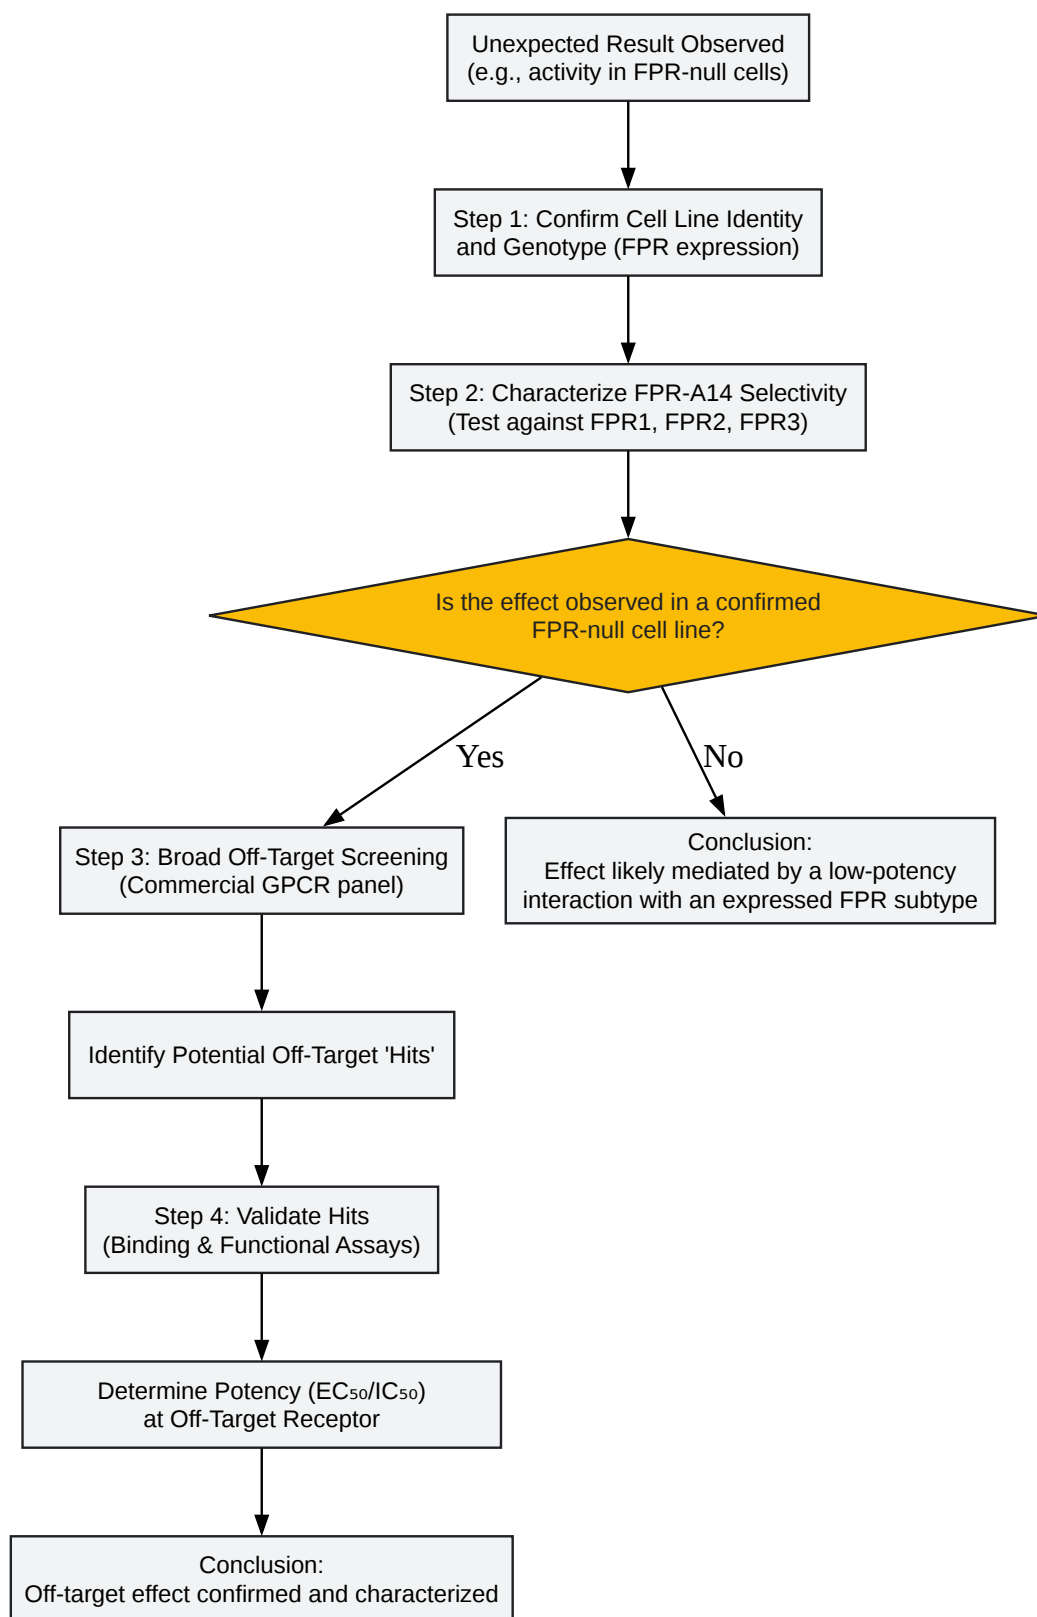 Unexpected Result Observed
(e.g., activity in FPR-null cells)
Step 1: Confirm Cell Line Identity
and Genotype (FPR expression)
Step 2: Characterize FPR-A14 Selectivity
(Test against FPR1, FPR2, FPR3)
Is the effect observed in a confirmed
FPR-null cell line?
Yes
No
Step 3: Broad Off-Target Screening
(Commercial GPCR panel)
Conclusion:
Effect likely mediated by a low-potency
interaction with an expressed FPR subtype
Identify Potential Off-Target 'Hits'
Step 4: Validate Hits
(Binding & Functional Assays)
Determine Potency (EC₅₀/IC₅₀)
at Off-Target Receptor
Conclusion:
Off-target effect confirmed and characterized